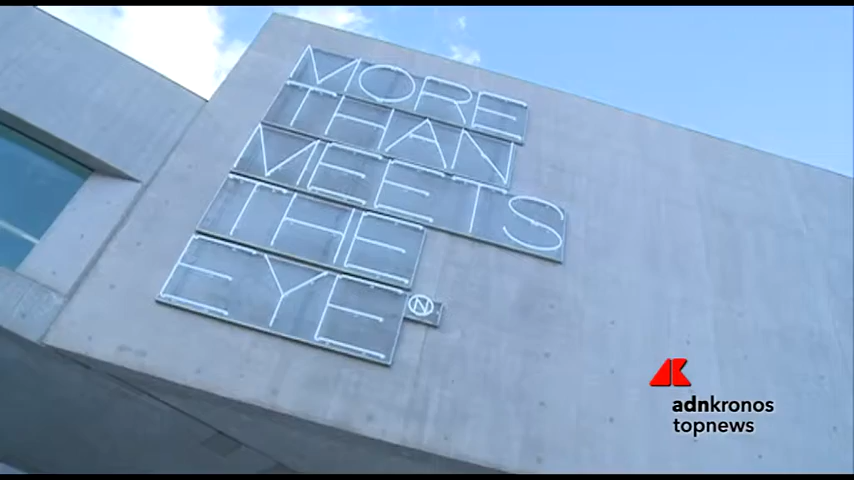 MORE
THAN
MEETS
THE
EYE
N
adnkronos
topnews